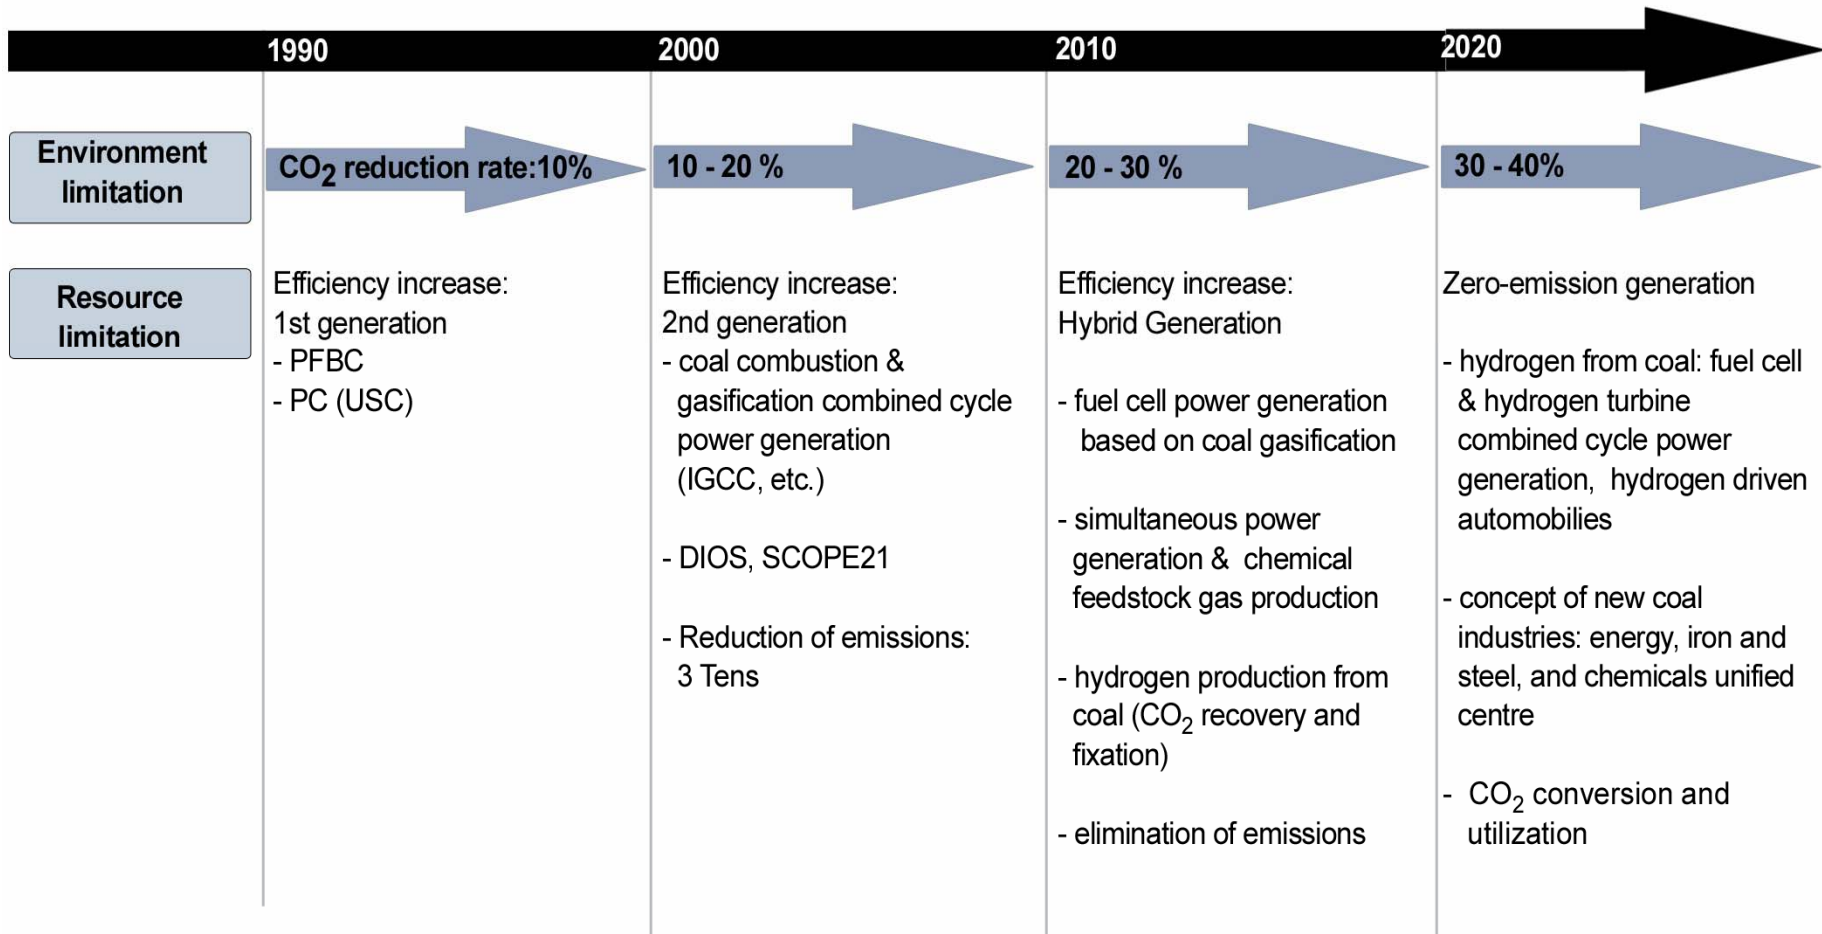 1990
2000
2010
2020
Environment
limitation
CO2 reduction rate:10%
10 - 20 %
20 - 30 %
30 - 40%
Resource
limitation
Efficiency increase:
1st generation
- PFBC
- PC (USC)
Efficiency increase:
2nd generation
- coal combustion &
gasification combined cycle
power generation
(IGCC, etc.)
- DIOS, SCOPE21
- Reduction of emissions:
3 Tens
Efficiency increase:
Hybrid Generation
- fuel cell power generation
based on coal gasification
- simultaneous power
generation & chemical
feedstock gas production
- hydrogen production from
coal (CO2 recovery and
fixation)
- elimination of emissions
Zero-emission generation
- hydrogen from coal: fuel cell
& hydrogen turbine
combined cycle power
generation, hydrogen driven
automobilies
- concept of new coal
industries: energy, iron and
steel, and chemicals unified
centre
- CO2 conversion and
utilization